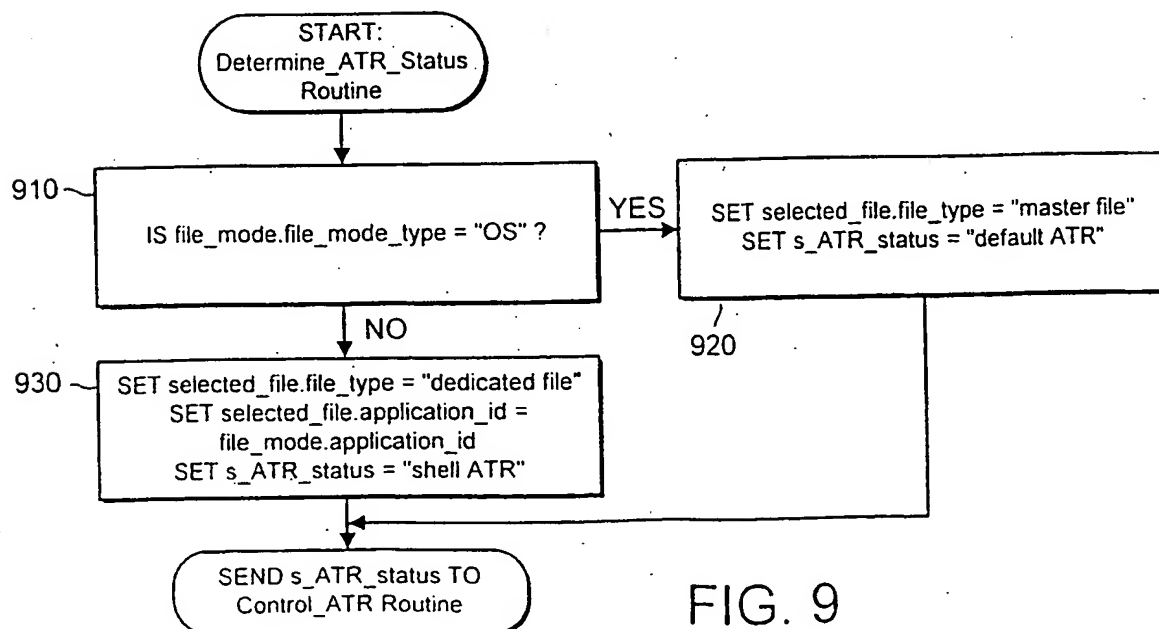 START:
Determine_ATR_Status
Routine
910
IS file_mode.file_mode_type = "OS" ?
YES
SET selected_file.file_type = "master file"
SET s_ATR_status = "default ATR"
920
NO
930
SET selected_file.file_type = "dedicated file"
SET selected_file.application_id =
file_mode.application_id
SET s_ATR_status = "shell ATR"
SEND s_ATR_status TO
Control_ATR Routine
FIG. 9